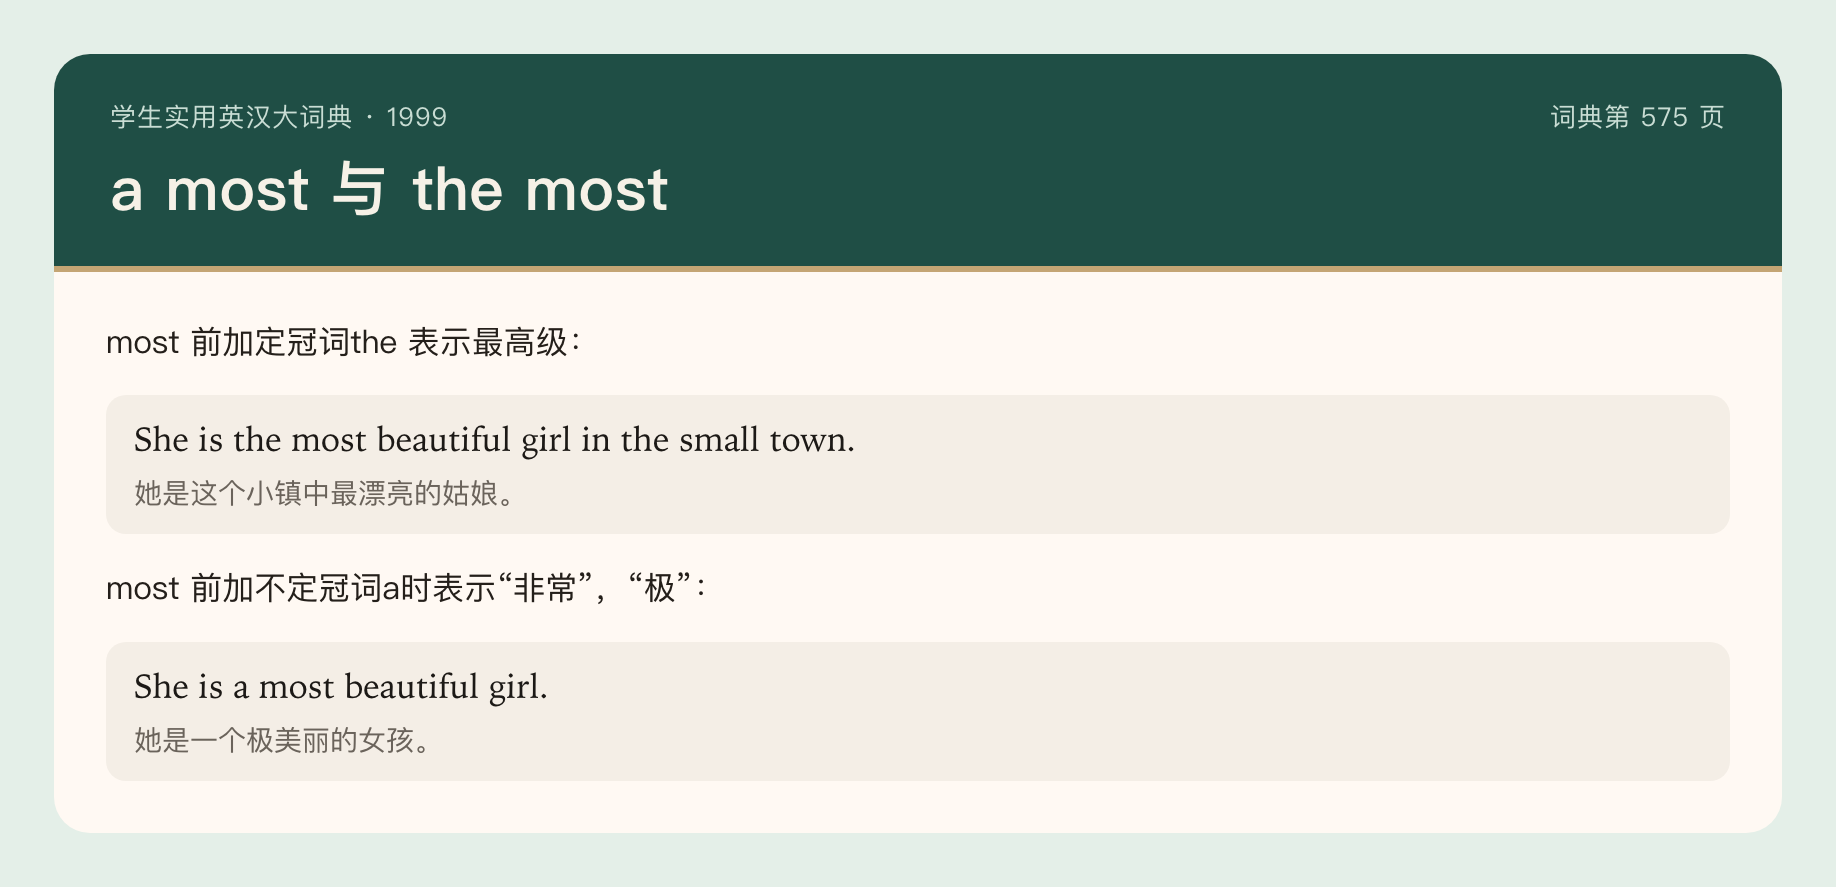 学生实用英汉大词典 · 1999
词典第 575 页
a most 与 the most
most 前加定冠词the 表示最高级：
She is the most beautiful girl in the small town.
她是这个小镇中最漂亮的姑娘。
most 前加不定冠词a时表示“非常”，“极”：
She is a most beautiful girl.
她是一个极美丽的女孩。